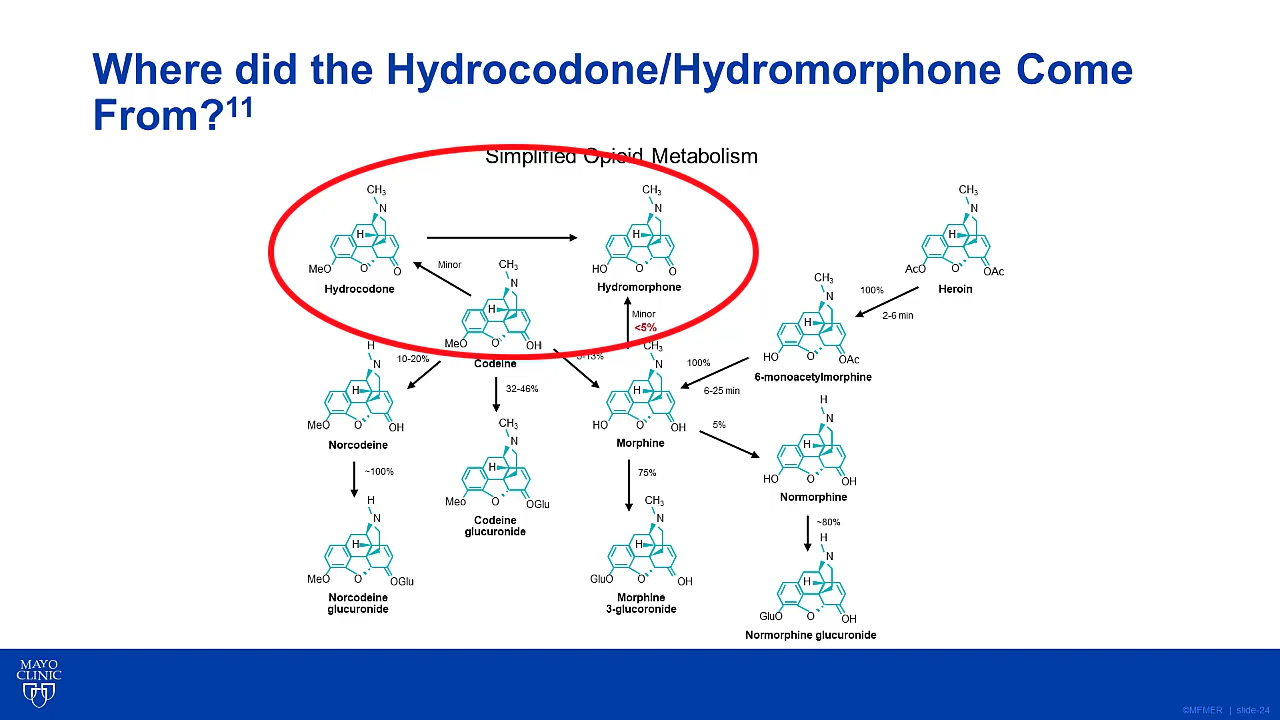 Where did the Hydrocodone/Hydromorphone Come
From?11
Simplified Opioid Metabolism
CH3
N
H
MeO
O
O
Hydrocodone
CH3
N
H
HO
O
O
Hydromorphone
CH3
N
H
AcO
O
OAc
Heroin
Minor
CH3
N
H
MeO
O
OH
Codeine
Minor
<5%
100%
2-6 min
CH3
N
H
HO
O
OAc
6-monoacetylmorphine
10-20%
32-46%
100%
6-25 min
H
N
H
MeO
O
OH
Norcodeine
CH3
N
H
HO
O
OH
Morphine
5%
H
N
H
HO
O
OH
Normorphine
~100%
75%
~80%
CH3
N
H
MeO
O
OGlu
Codeine
glucuronide
H
N
H
MeO
O
OGlu
Norcodeine
glucuronide
CH3
N
H
GluO
O
OH
Morphine
3-glucoronide
H
N
H
GluO
O
OH
Normorphine glucuronide
MAYO
CLINIC
©MFMER | slide-24